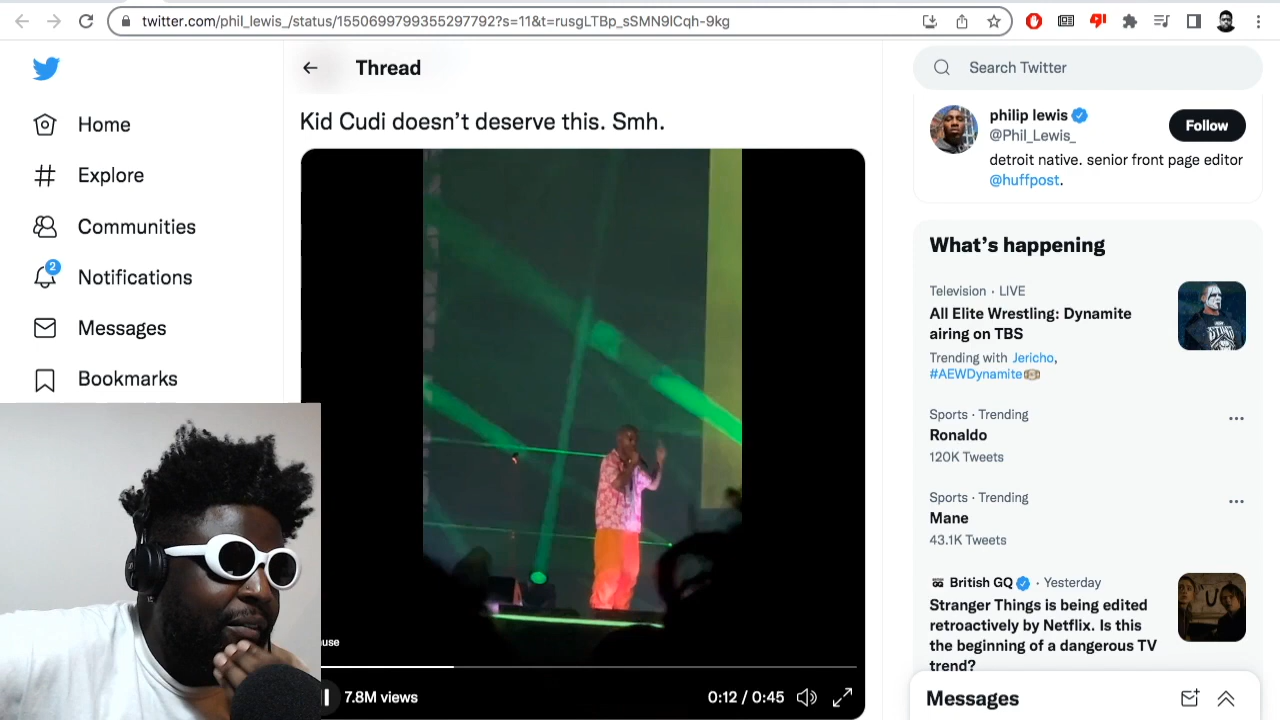 twitter.com/phil_lewis_/status/1550699799355297792?s=11&t=rusgLTBp_sSMN9lCqh-9kg
Home
Explore
Communities
2
Notifications
Messages
Bookmarks
Thread
Kid Cudi doesn’t deserve this. Smh.
use
7.8M views
0:12 / 0:45
Search Twitter
philip lewis
@Phil_Lewis_
Follow
detroit native. senior front page editor
@huffpost.
What’s happening
Television · LIVE
All Elite Wrestling: Dynamite
airing on TBS
Trending with Jericho,
#AEWDynamite
Sports · Trending
Ronaldo
120K Tweets
Sports · Trending
Mane
43.1K Tweets
British GQ · Yesterday
Stranger Things is being edited
retroactively by Netflix. Is this
the beginning of a dangerous TV
trend?
Messages